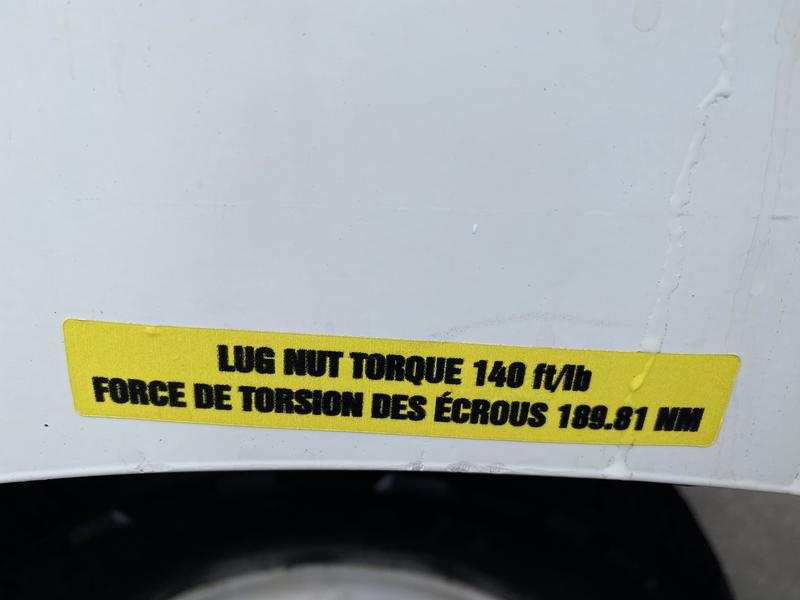 LUG NUT TORQUE 140 ft/lb
FORCE DE TORSION DES ÉCROUS 189.81 NM